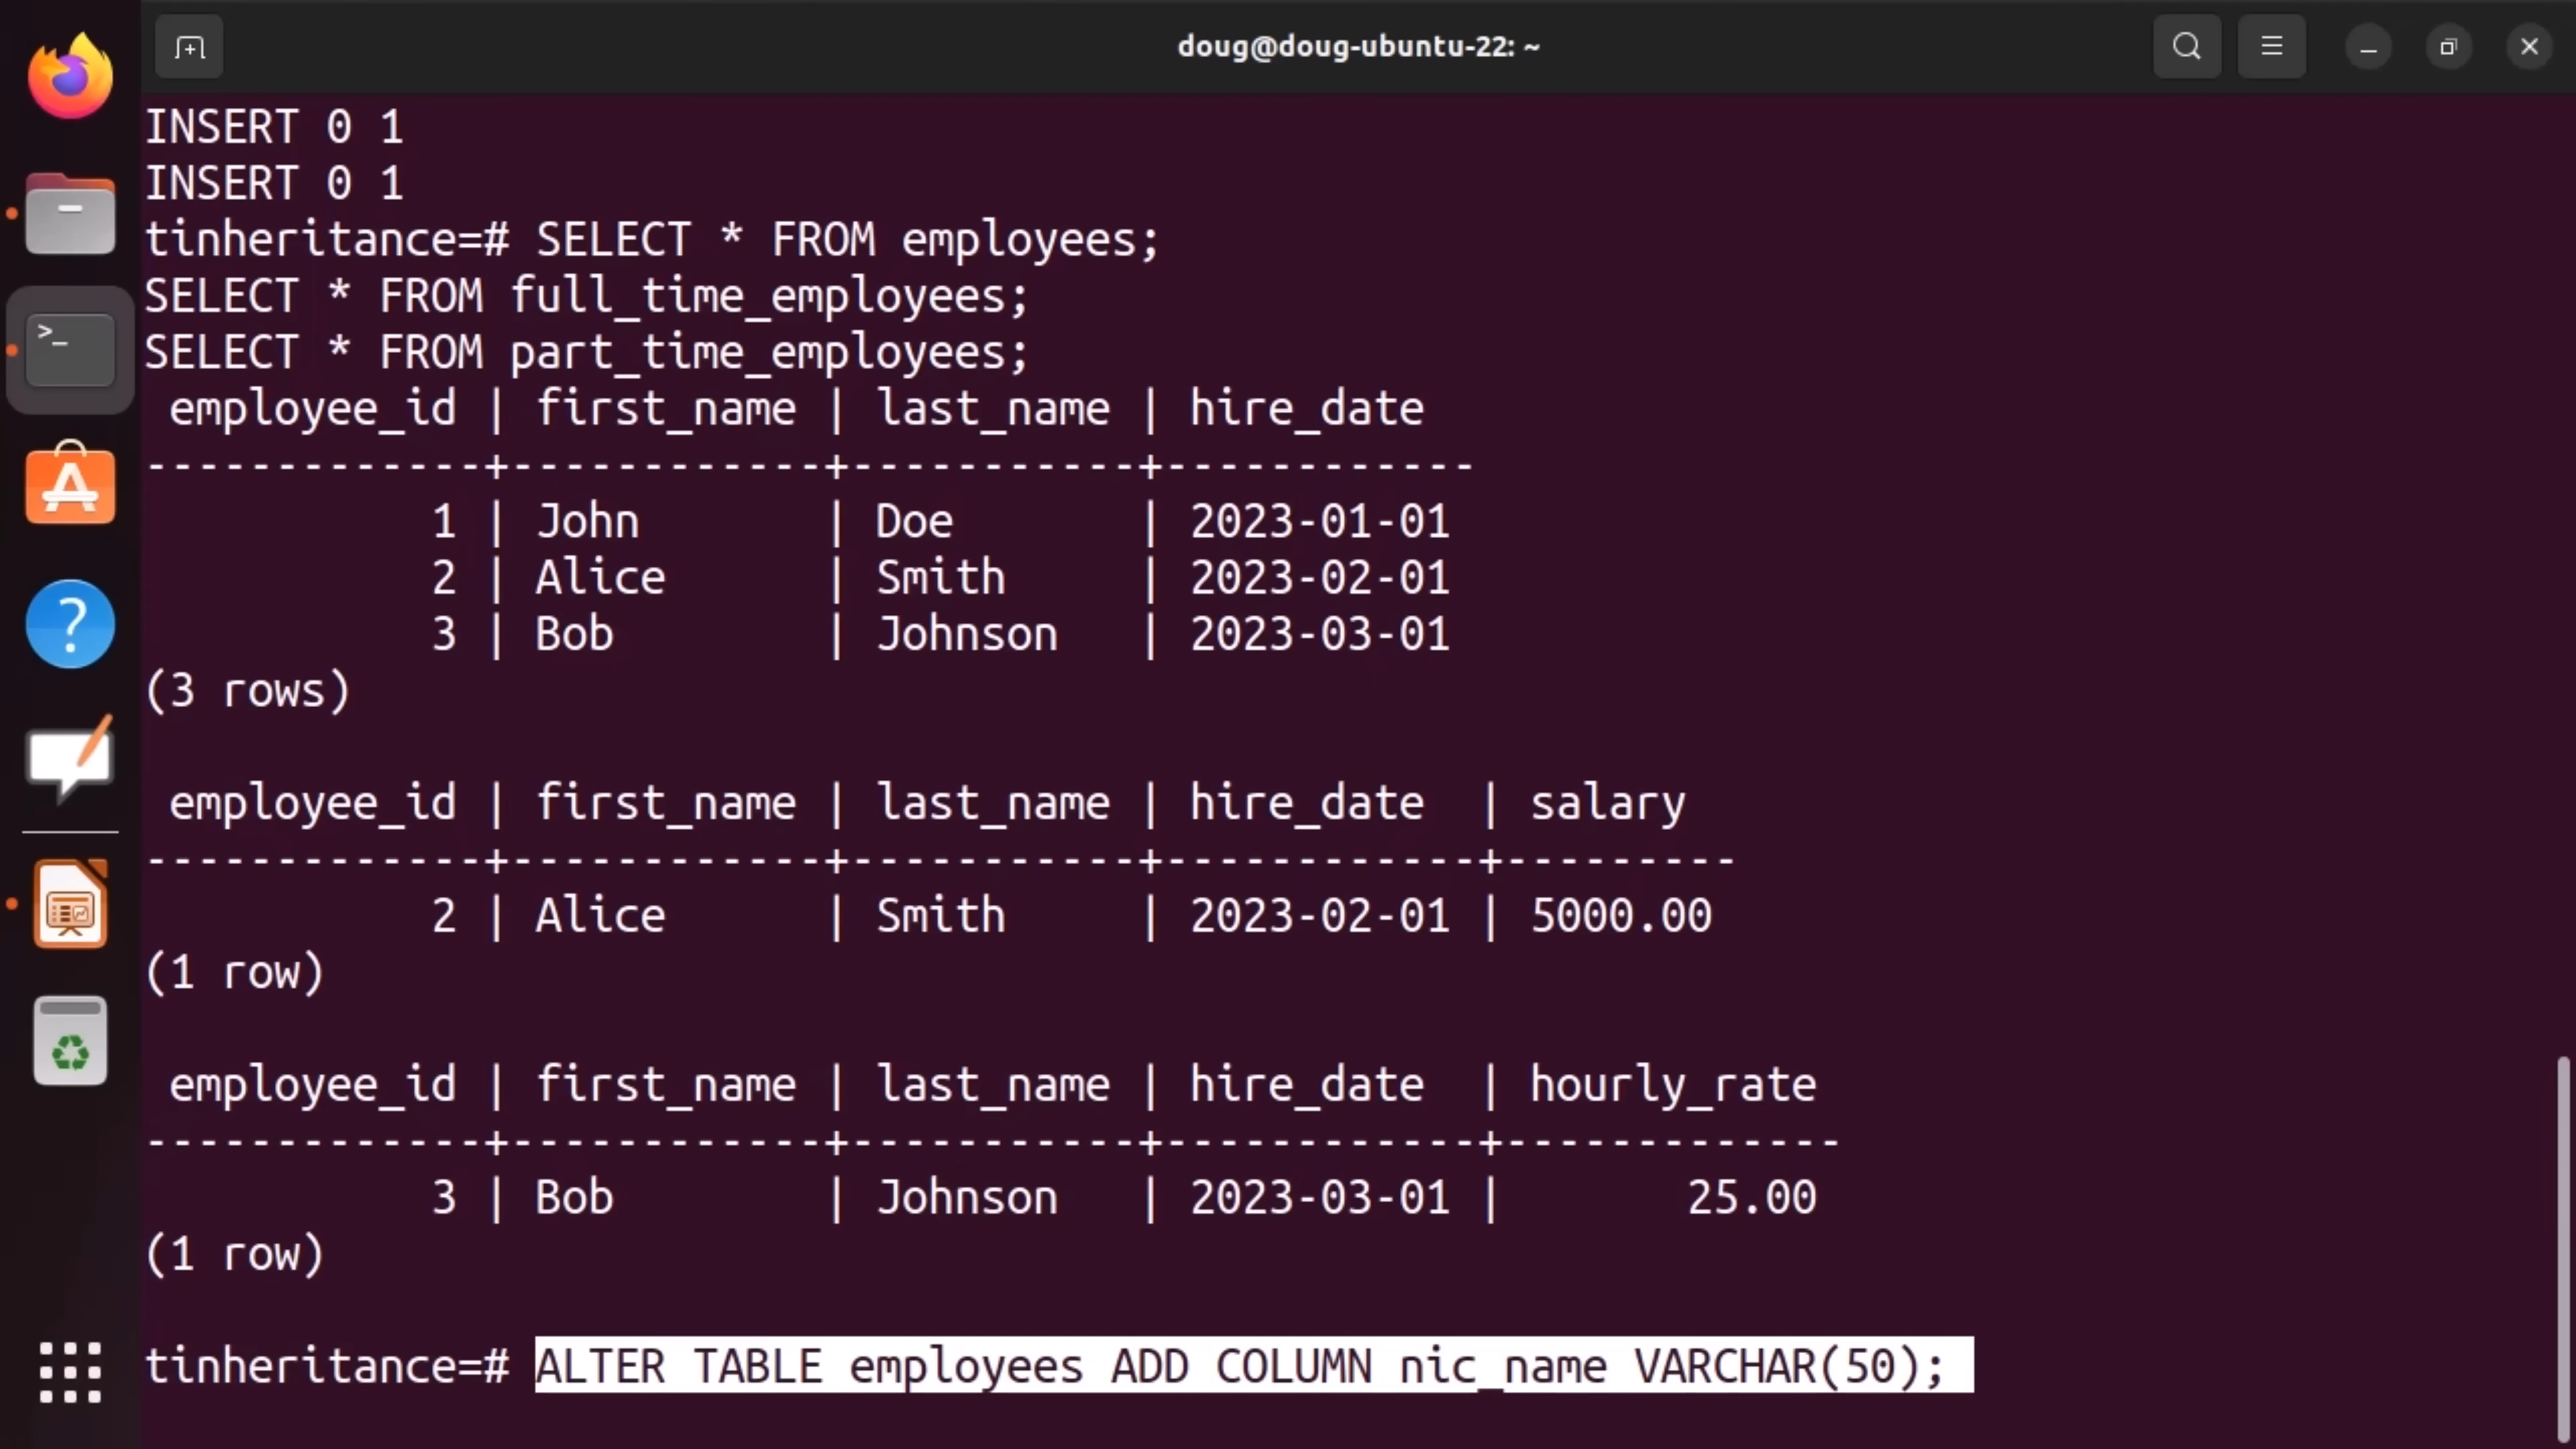 doug@doug-ubuntu-22: ~
INSERT 0 1
INSERT 0 1
tinheritance=# SELECT * FROM employees;
SELECT * FROM full_time_employees;
SELECT * FROM part_time_employees;
 employee_id | first_name | last_name | hire_date
-------------+------------+-----------+------------
           1 | John       | Doe       | 2023-01-01
           2 | Alice      | Smith     | 2023-02-01
           3 | Bob        | Johnson   | 2023-03-01
(3 rows)
 employee_id | first_name | last_name | hire_date  | salary
-------------+------------+-----------+------------+---------
           2 | Alice      | Smith     | 2023-02-01 | 5000.00
(1 row)
 employee_id | first_name | last_name | hire_date  | hourly_rate
-------------+------------+-----------+------------+-------------
           3 | Bob        | Johnson   | 2023-03-01 |       25.00
(1 row)
tinheritance=# ALTER TABLE employees ADD COLUMN nic_name VARCHAR(50);